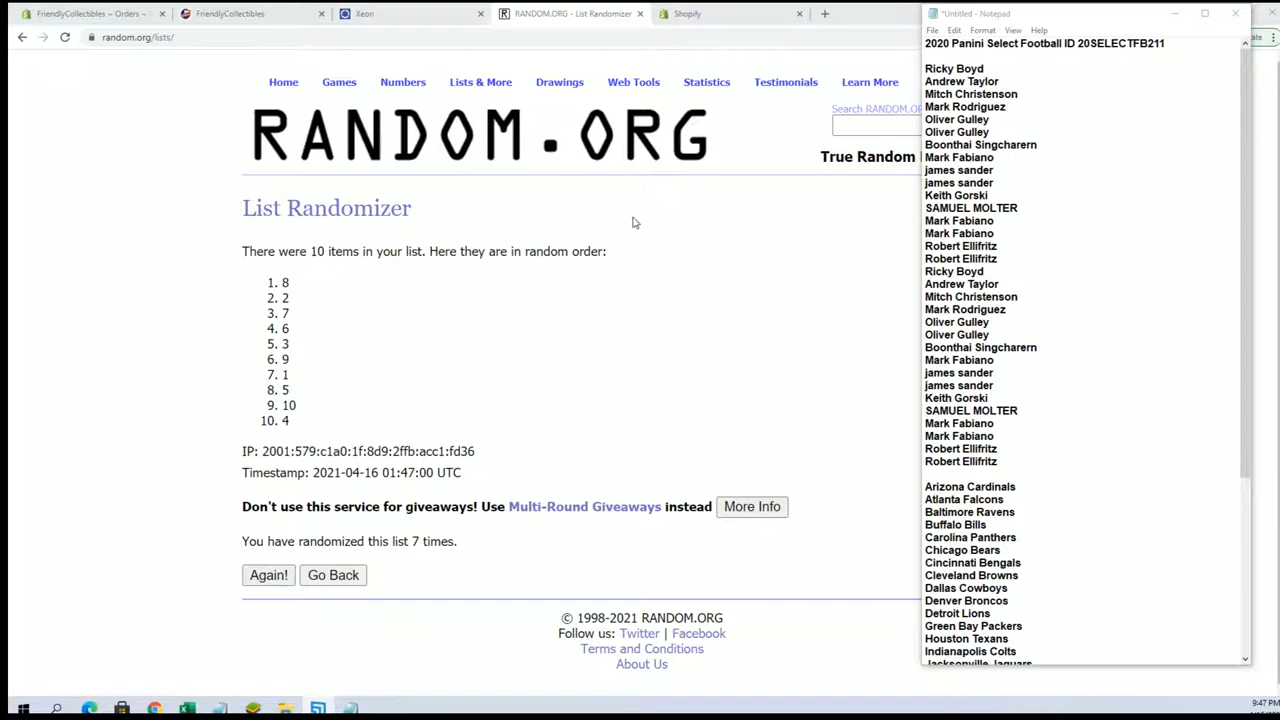 FriendlyCollectibles ~ Orders ~
FriendlyCollectibles
Xeon
RANDOM.ORG - List Randomizer
Shopify
*Untitled - Notepad
random.org/lists/
File Edit Format View Help
2020 Panini Select Football ID 20SELECTFB211
Home Games Numbers Lists & More Drawings Web Tools Statistics Testimonials Learn More
Search RANDOM.OR
RANDOM.ORG
True Random
List Randomizer
There were 10 items in your list. Here they are in random order:
1. 8
2. 2
3. 7
4. 6
5. 3
6. 9
7. 1
8. 5
9. 10
10. 4
IP: 2001:579:c1a0:1f:8d9:2ffb:acc1:fd36
Timestamp: 2021-04-16 01:47:00 UTC
Don't use this service for giveaways! Use Multi-Round Giveaways instead More Info
You have randomized this list 7 times.
Again! Go Back
© 1998-2021 RANDOM.ORG
Follow us: Twitter | Facebook
Terms and Conditions
About Us
Ricky Boyd
Andrew Taylor
Mitch Christenson
Mark Rodriguez
Oliver Gulley
Oliver Gulley
Boonthai Singcharern
Mark Fabiano
james sander
james sander
Keith Gorski
SAMUEL MOLTER
Mark Fabiano
Mark Fabiano
Robert Ellifritz
Robert Ellifritz
Ricky Boyd
Andrew Taylor
Mitch Christenson
Mark Rodriguez
Oliver Gulley
Oliver Gulley
Boonthai Singcharern
Mark Fabiano
james sander
james sander
Keith Gorski
SAMUEL MOLTER
Mark Fabiano
Mark Fabiano
Robert Ellifritz
Robert Ellifritz
Arizona Cardinals
Atlanta Falcons
Baltimore Ravens
Buffalo Bills
Carolina Panthers
Chicago Bears
Cincinnati Bengals
Cleveland Browns
Dallas Cowboys
Denver Broncos
Detroit Lions
Green Bay Packers
Houston Texans
Indianapolis Colts
Jacksonville Jaguars
9:47 PM